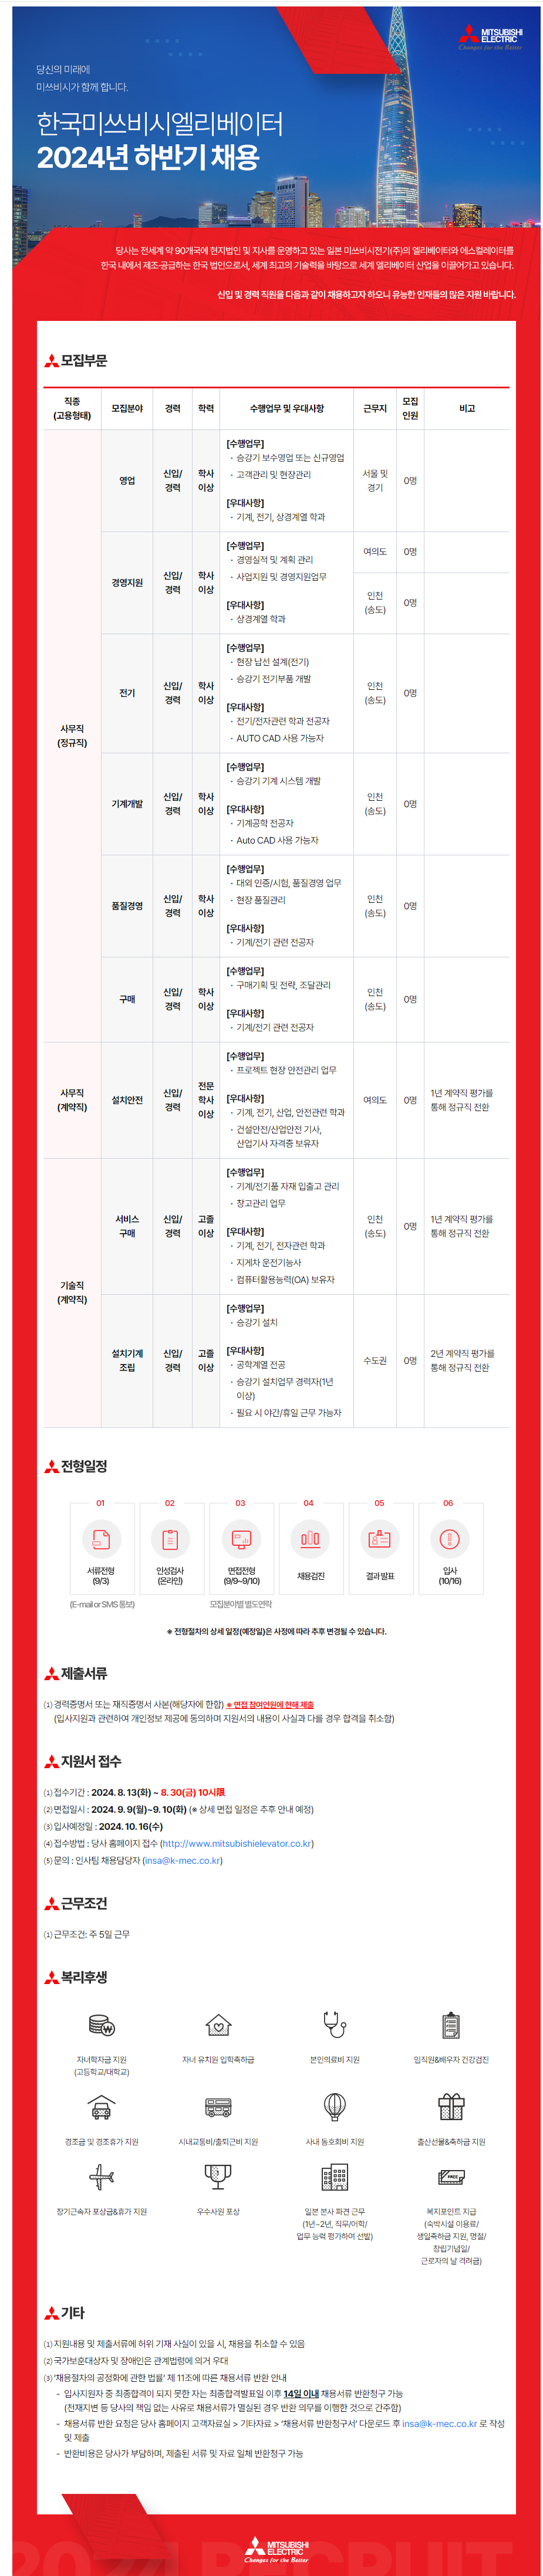 MITSUBISHI
ELECTRIC
Changes for the Better
당신의 미래에
미쓰비시가 함께 합니다.
한국미쓰비시엘리베이터
2024년 하반기 채용
당사는 전세계 약 90개국에 현지법인 및 지사를 운영하고 있는 일본 미쓰비시전기(주)의 엘리베이터와 에스컬레이터를
한국 내에서 제조·공급하는 한국 법인으로서, 세계 최고의 기술력을 바탕으로 세계 엘리베이터 산업을 이끌어가고 있습니다.
신입 및 경력 직원을 다음과 같이 채용하고자 하오니 유능한 인재들의 많은 지원 바랍니다.
모집부문
직종 (고용형태) 모집분야 경력 학력 수행업무 및 우대사항 근무지 모집 인원 비고
사무직
(정규직)
영업 신입/경력 학사 이상
[수행업무]
· 승강기 보수영업 또는 신규영업
· 고객관리 및 현장관리
[우대사항]
· 기계, 전기, 상경계열 학과
서울 및 경기 0명
경영지원 신입/경력 학사 이상
[수행업무]
· 경영실적 및 계획 관리
· 사업지원 및 경영지원업무
[우대사항]
· 상경계열 학과
여의도 0명
인천 (송도) 0명
전기 신입/경력 학사 이상
[수행업무]
· 현장 납선 설계(전기)
· 승강기 전기부품 개발
[우대사항]
· 전기/전자관련 학과 전공자
· AUTO CAD 사용 가능자
인천 (송도) 0명
기계개발 신입/경력 학사 이상
[수행업무]
· 승강기 기계 시스템 개발
[우대사항]
· 기계공학 전공자
· Auto CAD 사용 가능자
인천 (송도) 0명
품질경영 신입/경력 학사 이상
[수행업무]
· 대외 인증/시험, 품질경영 업무
· 현장 품질관리
[우대사항]
· 기계/전기 관련 전공자
인천 (송도) 0명
구매 신입/경력 학사 이상
[수행업무]
· 구매기획 및 전략, 조달관리
[우대사항]
· 기계/전기 관련 전공자
인천 (송도) 0명
사무직
(계약직)
설치안전 신입/경력 전문 학사 이상
[수행업무]
· 프로젝트 현장 안전관리 업무
[우대사항]
· 기계, 전기, 산업, 안전관련 학과
· 건설안전/산업안전 기사,
산업기사 자격증 보유자
여의도 0명
1년 계약직 평가를
통해 정규직 전환
기술직
(계약직)
서비스 구매 신입/경력 고졸 이상
[수행업무]
· 기계/전기품 자재 입출고 관리
· 창고관리 업무
[우대사항]
· 기계, 전기, 전자관련 학과
· 지게차 운전기능사
· 컴퓨터활용능력(OA) 보유자
인천 (송도) 0명
1년 계약직 평가를
통해 정규직 전환
설치기계 조립 신입/경력 고졸 이상
[수행업무]
· 승강기 설치
[우대사항]
· 공학계열 전공
· 승강기 설치업무 경력자(1년
이상)
· 필요 시 야간/휴일 근무 가능자
수도권 0명
2년 계약직 평가를
통해 정규직 전환
전형일정
01 02 03 04 05 06
서류전형 (9/3) 인성검사 (온라인) 면접전형 (9/9~9/10) 채용검진 결과 발표 입사 (10/16)
(E-mail or SMS 통보) 모집분야별 별도연락
※ 전형절차의 상세 일정(예정일)은 사정에 따라 추후 변경될 수 있습니다.
제출서류
(1) 경력증명서 또는 재직증명서 사본(해당자에 한함) ※ 면접 참여인원에 한해 제출
(입사지원과 관련하여 개인정보 제공에 동의하며 지원서의 내용이 사실과 다를 경우 합격을 취소함)
지원서 접수
(1) 접수기간 : 2024. 8. 13(화) ~ 8. 30(금) 10시限
(2) 면접일시 : 2024. 9. 9(월)~9. 10(화) (※ 상세 면접 일정은 추후 안내 예정)
(3) 입사예정일 : 2024. 10. 16(수)
(4) 접수방법 : 당사 홈페이지 접수 (http://www.mitsubishielevator.co.kr)
(5) 문의 : 인사팀 채용담당자 (insa@k-mec.co.kr)
근무조건
(1) 근무조건: 주 5일 근무
복리후생
자녀학자금 지원 자녀 유치원 입학축하금 본인의료비 지원 임직원&배우자 건강검진
(고등학교/대학교)
경조금 및 경조휴가 지원 시내교통비/출퇴근비 지원 사내 동호회비 지원 출산선물&축하금 지원
FREE
장기근속자 포상금&휴가 지원 우수사원 포상 일본 본사 파견 근무 복지포인트 지급
(1년~2년, 직무/어학/ (숙박시설 이용료/
업무 능력 평가하여 선발) 생일축하금 지원, 명절/
창립기념일/
근로자의 날 격려금)
기타
(1) 지원내용 및 제출서류에 허위 기재 사실이 있을 시, 채용을 취소할 수 있음
(2) 국가보훈대상자 및 장애인은 관계법령에 의거 우대
(3) '채용절차의 공정화에 관한 법률' 제 11조에 따른 채용서류 반환 안내
- 입사지원자 중 최종합격이 되지 못한 자는 최종합격발표일 이후 14일 이내 채용서류 반환청구 가능
(천재지변 등 당사의 책임 없는 사유로 채용서류가 멸실된 경우 반환 의무를 이행한 것으로 간주함)
- 채용서류 반환 요청은 당사 홈페이지 고객자료실 > 기타자료 > '채용서류 반환청구서' 다운로드 후 insa@k-mec.co.kr 로 작성
및 제출
- 반환비용은 당사가 부담하며, 제출된 서류 및 자료 일체 반환청구 가능
MITSUBISHI
ELECTRIC
Changes for the Better